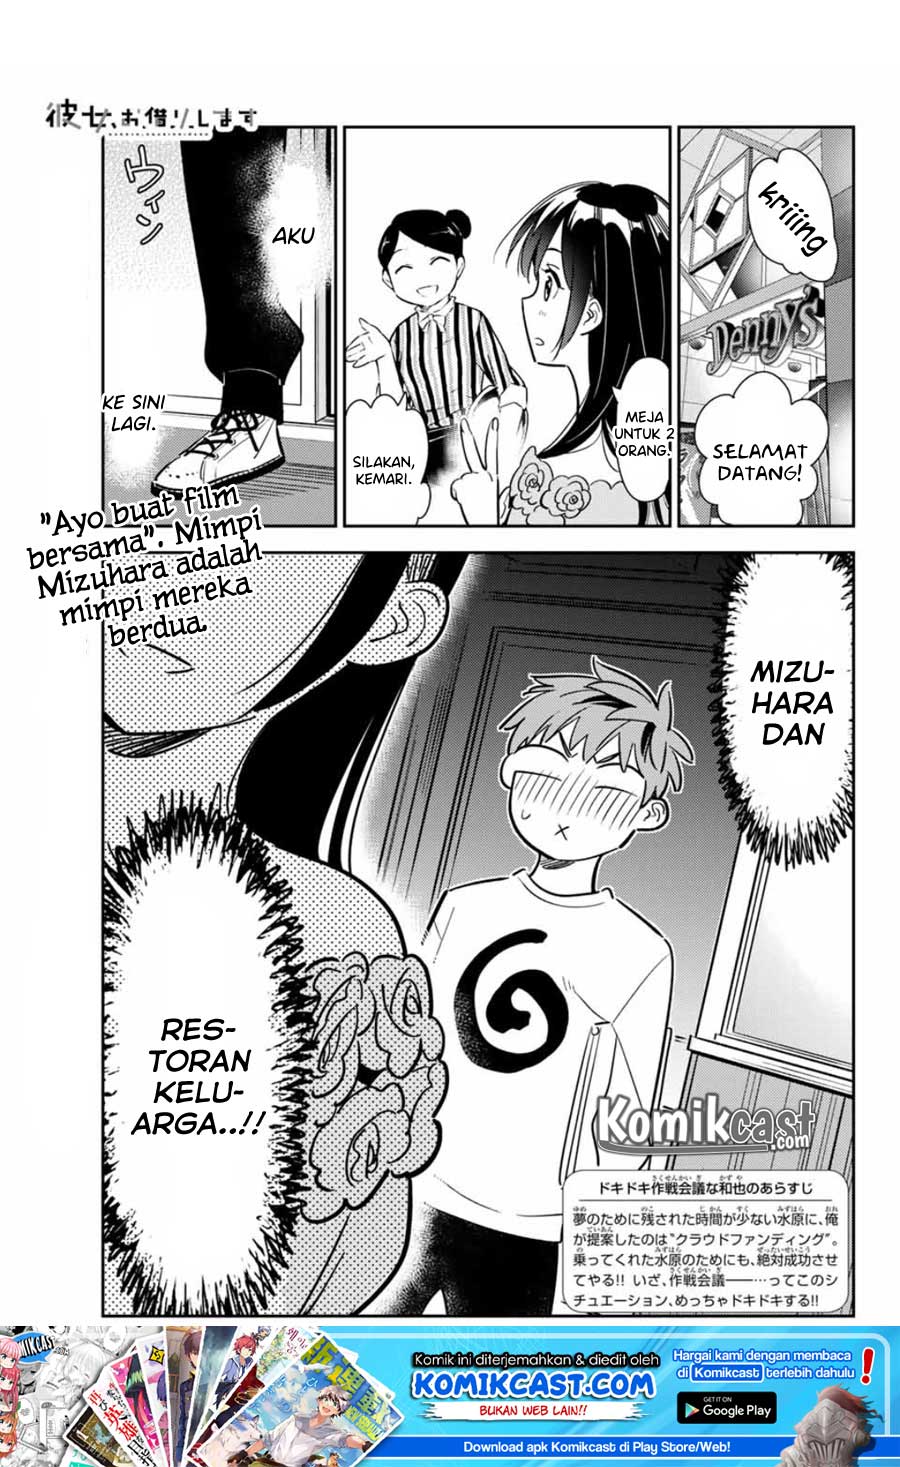 彼女、お借りします
kriiing
Denny's
SELAMAT
DATANG!
MEJA
UNTUK 2
ORANG!
SILAKAN,
KEMARI.
ウィン
AKU
KE SINI
LAGI.
"Ayo buat film
bersama". Mimpi
Mizuhara adalah
mimpi mereka
berdua.
MIZU-
HARA
DAN
RES-
TORAN
KELU-
ARGA..!!
Komikcast
.com
ドキドキ作戦会議な和也のあらすじ
夢のために残された時間が少ない水原に、俺
が提案したのは“クラウドファンディング”。
乗ってくれた水原のためにも、絶対成功させ
てやる!! いざ、作戦会議――…ってこのシ
チュエーション、めっちゃドキドキする!!
KOMIKCAST.COM
Komik ini diterjemahkan & diedit oleh
KOMIKCAST.COM
BUKAN WEB LAIN!!
Hargai kami dengan membaca
di Komikcast terlebih dahulu !
GET IT ON
Google Play
Download apk Komikcast di Play Store/Web!